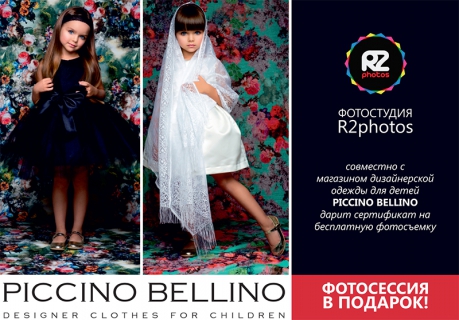 R2
photos
ФОТОСТУДИЯ
R2photos
совместно с
магазином дизайнерской
одежды для детей
PICCINO BELLINO
дарит сертификат на
бесплатную фотосъемку
PICCINO BELLINO
DESIGNER CLOTHES FOR CHILDREN
ФОТОСЕССИЯ
В ПОДАРОК!